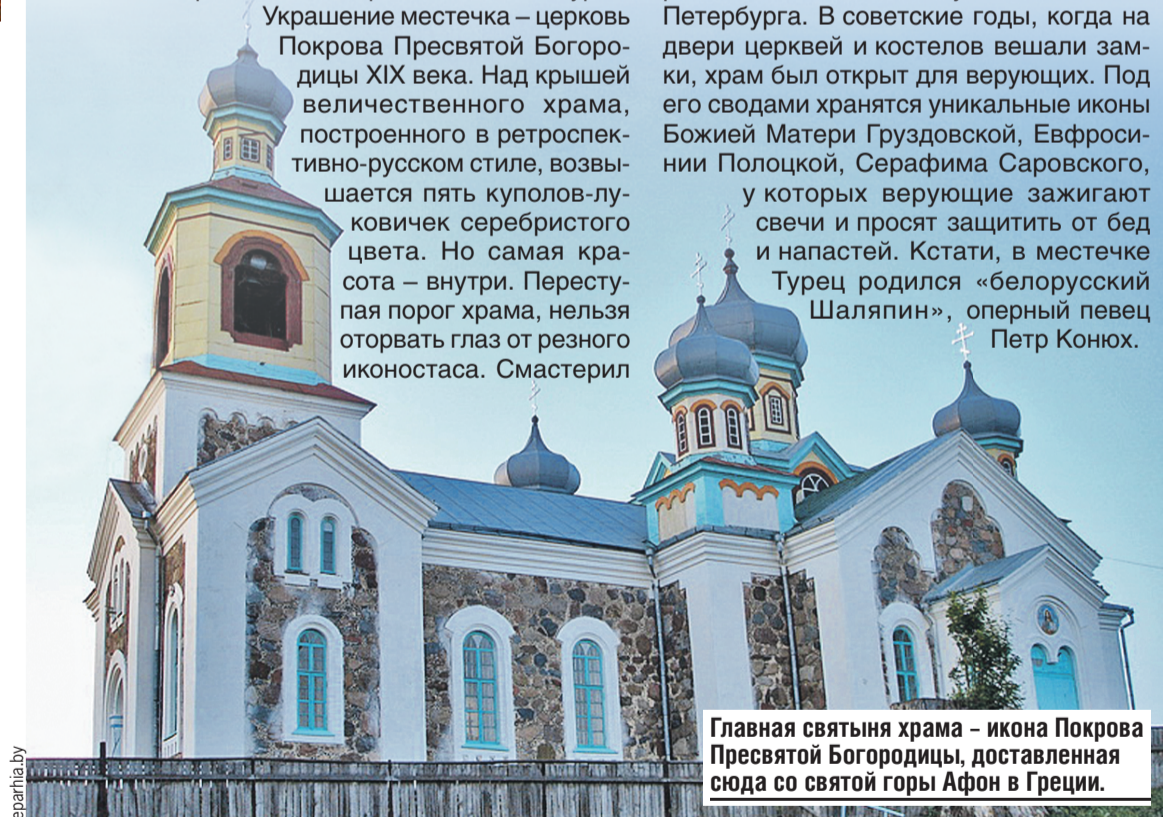 Украшение местечка – церковь
Покрова Пресвятой Богоро-
дицы XIX века. Над крышей
величественного храма,
построенного в ретроспек-
тивно-русском стиле, возвы-
шается пять куполов-лу-
ковичек серебристого
цвета. Но самая кра-
сота – внутри. Пересту-
пая порог храма, нельзя
оторвать глаз от резного
иконостаса. Смастерил
Петербурга. В советские годы, когда на
двери церквей и костелов вешали зам-
ки, храм был открыт для верующих. Под
его сводами хранятся уникальные иконы
Божией Матери Груздовской, Евфроси-
нии Полоцкой, Серафима Саровского,
у которых верующие зажигают
свечи и просят защитить от бед
и напастей. Кстати, в местечке
Турец родился «белорусский
Шаляпин», оперный певец
Петр Конюх.
Главная святыня храма – икона Покрова
Пресвятой Богородицы, доставленная
сюда со святой горы Афон в Греции.
eparhia.by